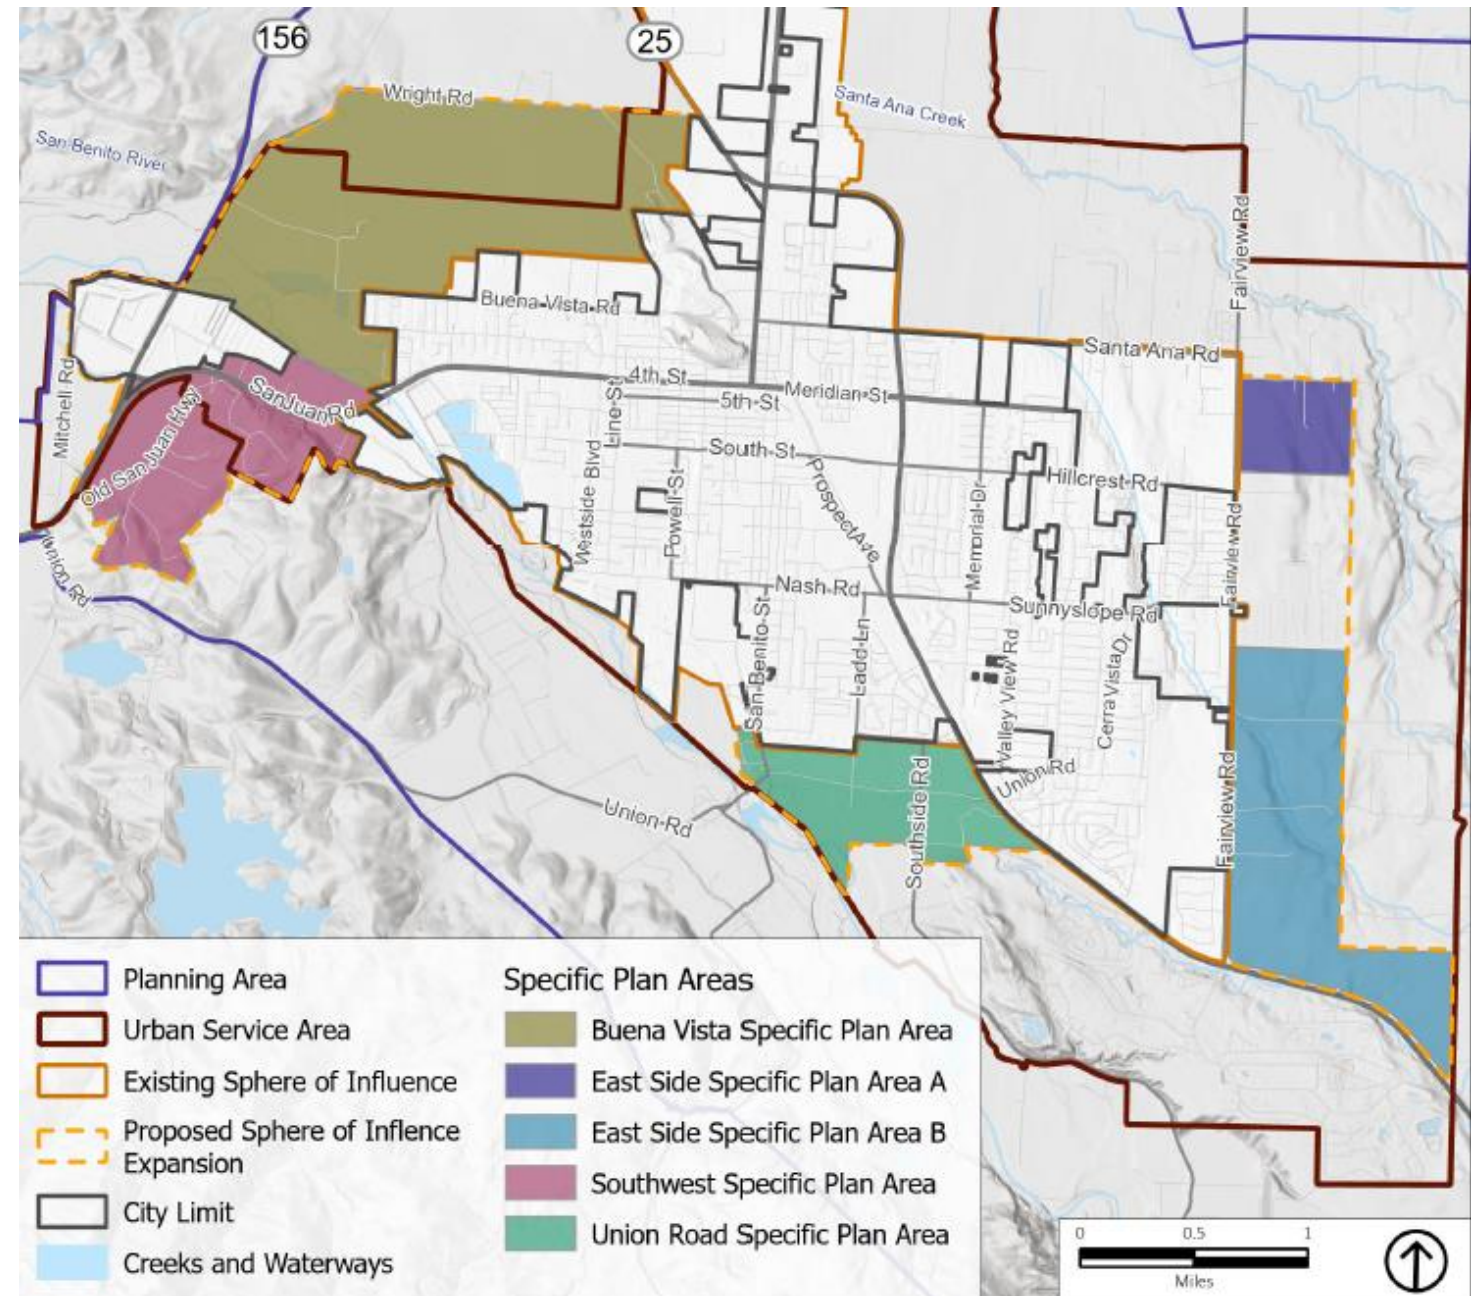 156
25
Wright Rd
Santa Ana Creek
San Benito River
Fairview Rd
Buena Vista Rd
Santa Ana Rd
Mitchell Rd
4th St
Meridian St
San Juan Rd
Line St
5th St
Old San Juan Hwy
South St
Hillcrest Rd
Westside Blvd
Powell St
Prospect Ave
Memorial Dr
Fairview Rd
Union Rd
Nash Rd
Sunnyslope Rd
San Benito St
Ladd Ln
Valley View Rd
Cerra Vista Dr
Union Rd
Union Rd
Southside Rd
Fairview Rd
Planning Area
Urban Service Area
Existing Sphere of Influence
Proposed Sphere of Inflence
Expansion
City Limit
Creeks and Waterways
Specific Plan Areas
Buena Vista Specific Plan Area
East Side Specific Plan Area A
East Side Specific Plan Area B
Southwest Specific Plan Area
Union Road Specific Plan Area
0 0.5 1
Miles